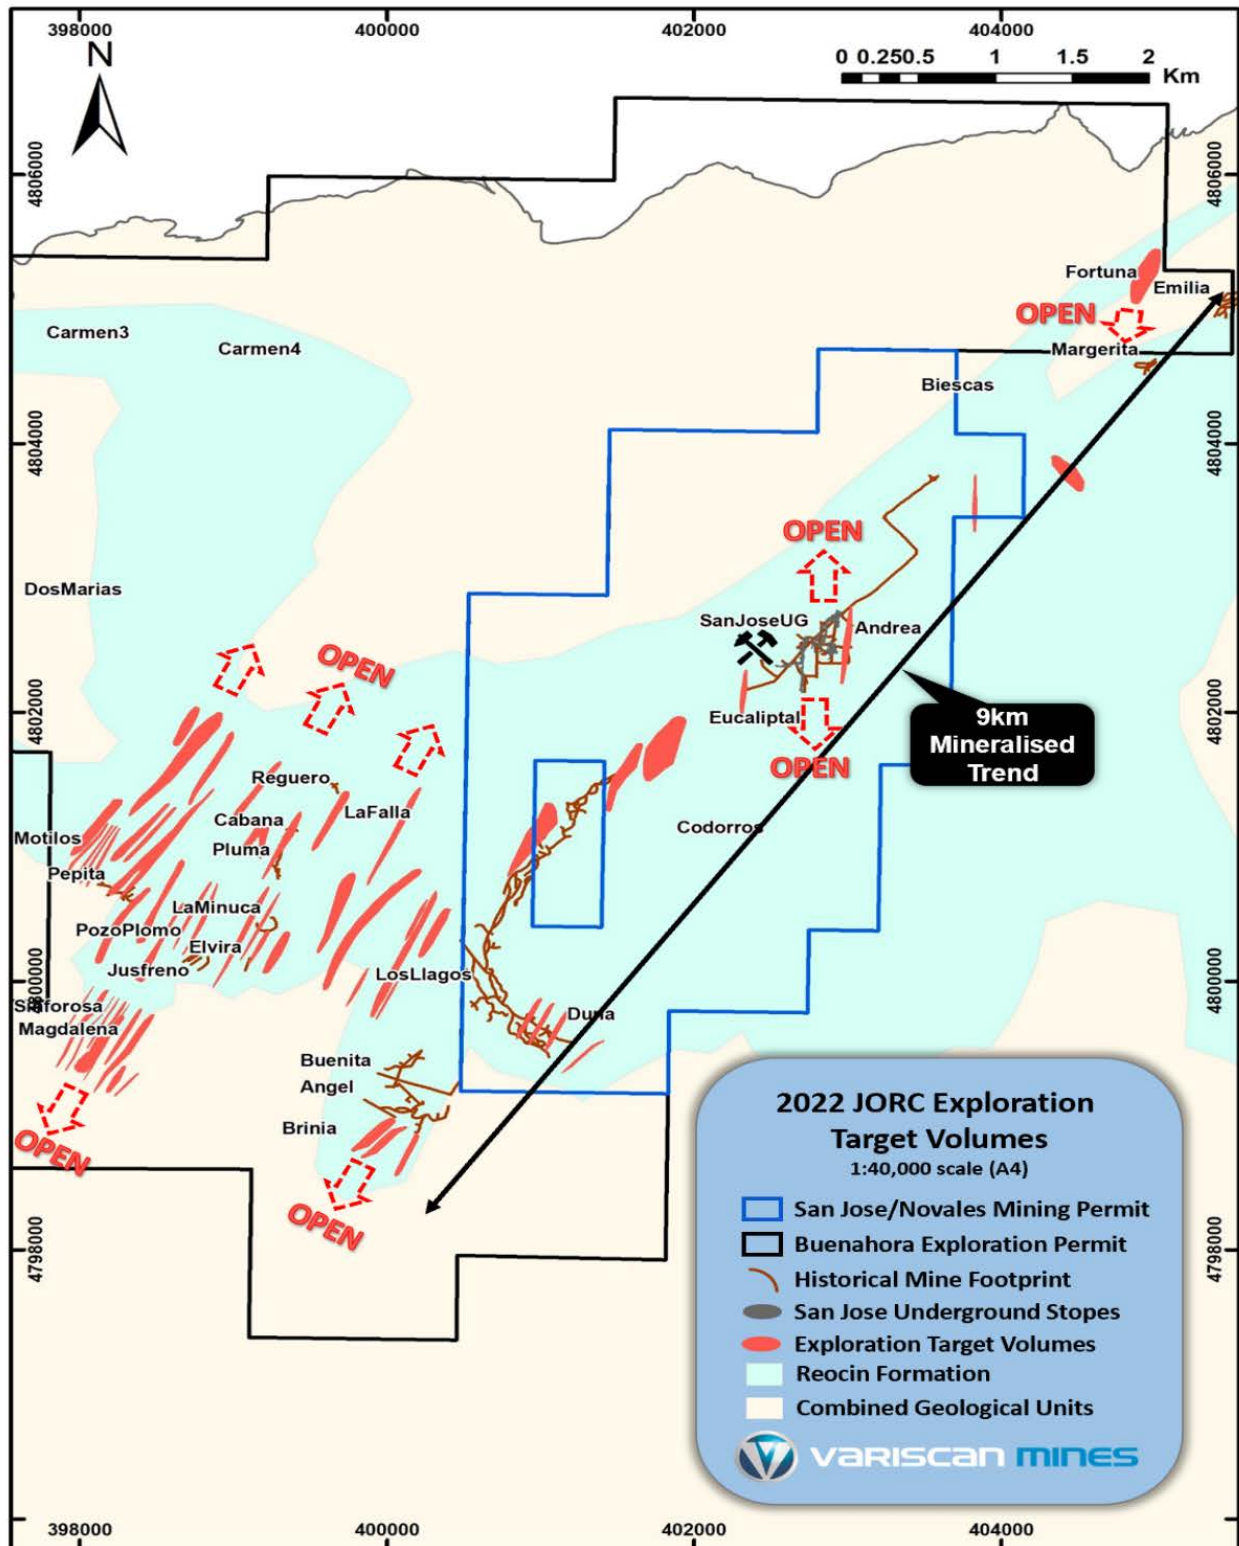 398000
400000
402000
404000
N
0 0.25 0.5 1 1.5 2
Km
4806000
4806000
Fortuna
Emilia
OPEN
Carmen3
Carmen4
Margerita
Biescas
4804000
4804000
OPEN
DosMarias
SanJoseUG
Andrea
OPEN
4802000
4802000
Eucaliptal
9km
Mineralised
Trend
OPEN
Reguero
LaFalla
Cabana
Motilos
Pluma
Codorros
Pepita
LaMinuca
PozoPlomo
Elvira
Jusfreno
LosLlagos
4800000
4800000
Magdalena
Duna
Buenita
Angel
Brinia
OPEN
OPEN
4798000
4798000
2022 JORC Exploration
Target Volumes
1:40,000 scale (A4)
San Jose/Novales Mining Permit
Buenahora Exploration Permit
Historical Mine Footprint
San Jose Underground Stopes
Exploration Target Volumes
Reocin Formation
Combined Geological Units
VARISCAN MINES
398000
400000
402000
404000